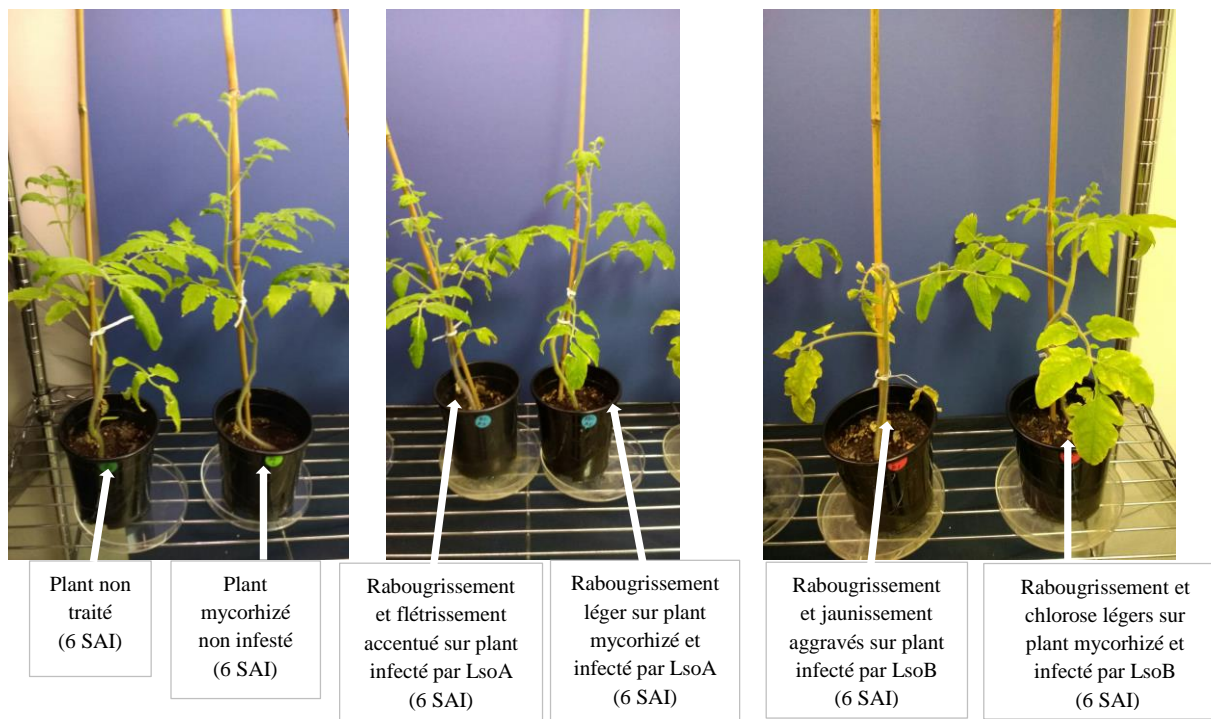 Plant non
traité
(6 SAI)
Plant
mycorhizé
non infesté
(6 SAI)
Rabougrissement
et flétrissement
accentué sur plant
infecté par LsoA
(6 SAI)
Rabougrissement
léger sur plant
mycorhizé et
infecté par LsoA
(6 SAI)
Rabougrissement
et jaunissement
aggravés sur plant
infecté par LsoB
(6 SAI)
Rabougrissement et
chlorose légers sur
plant mycorhizé et
infecté par LsoB
(6 SAI)